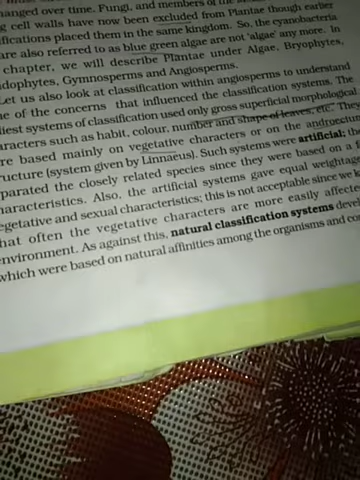 hanged over time. Fungi, and members of the
g cell walls have now been excluded from Plantae though earlier
fications placed them in the same kingdom. So, the cyanobacteria
are also referred to as blue green algae are not 'algae' any more. In
chapter, we will describe Plantae under Algae, Bryophytes,
idophytes, Gymnosperms and Angiosperms.
Let us also look at classification within angiosperms to understand
e of the concerns that influenced the classification systems. The
liest systems of classification used only gross superficial morphological
aracters such as habit, colour, number and shape of leaves, etc. They
re based mainly on vegetative characters or on the androecium
ructure (system given by Linnaeus). Such systems were artificial; the
parated the closely related species since they were based on a f
haracteristics. Also, the artificial systems gave equal weightag
egetative and sexual characteristics; this is not acceptable since we k
hat often the vegetative characters are more easily affecte
environment. As against this, natural classification systems devel
which were based on natural affinities among the organisms and co